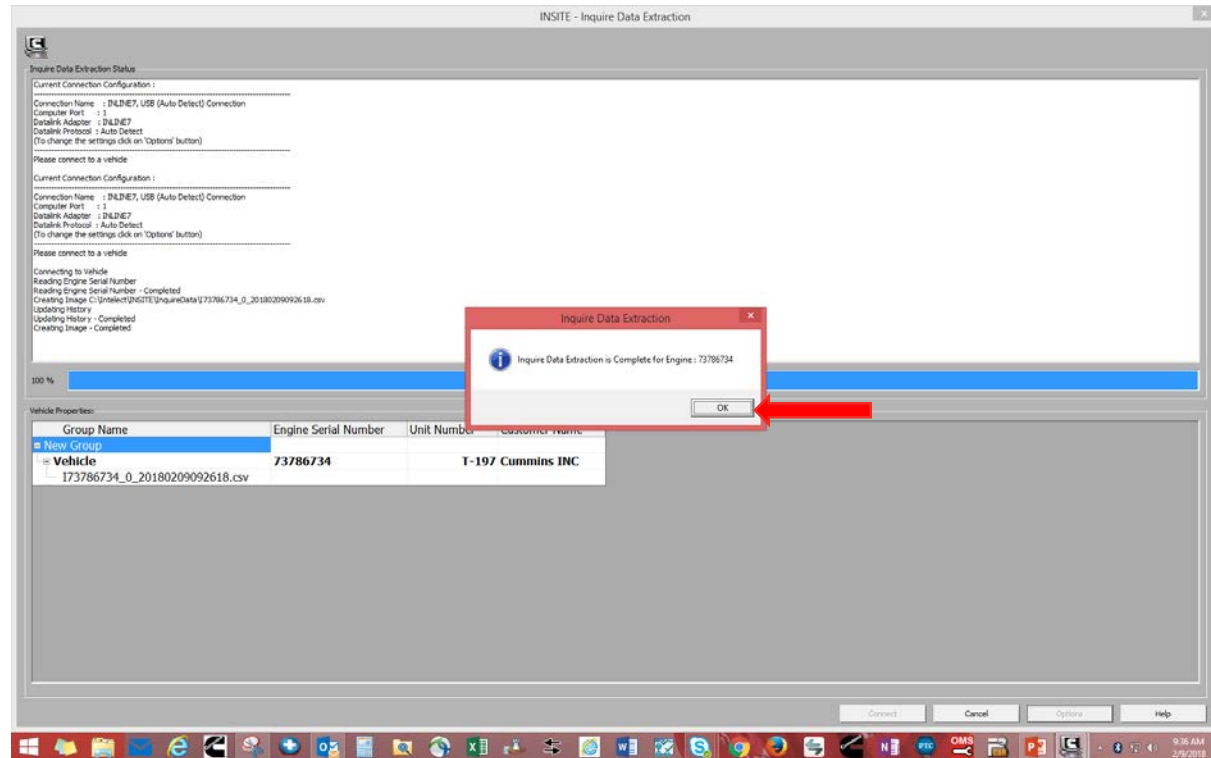 INSITE - Inquire Data Extraction
Inquire Data Extraction Status
Current Connection Configuration :
Connection Name : INLINE7, USB (Auto Detect) Connection
Computer Port : 1
Datalink Adapter : INLINE7
Datalink Protocol : Auto Detect
(To change the settings click on 'Options' button)
Please connect to a vehicle
Current Connection Configuration :
Connection Name : INLINE7, USB (Auto Detect) Connection
Computer Port : 1
Datalink Adapter : INLINE7
Datalink Protocol : Auto Detect
(To change the settings click on 'Options' button)
Please connect to a vehicle
Connecting to Vehicle
Reading Engine Serial Number
Reading Engine Serial Number - Completed
Creating Image C:\Intelect\INSITE\InquireData\I73786734_0_20180209092618.csv
Updating History
Updating History - Completed
Creating Image - Completed
Inquire Data Extraction
Inquire Data Extraction is Complete for Engine : 73786734
OK
100 %
Vehicle Properties:
Group Name Engine Serial Number Unit Number Customer Name
New Group
Vehicle 73786734 T-197 Cummins INC
I73786734_0_20180209092618.csv
Connect Cancel Options Help
OMS
PTC
9:36 AM
2/9/2018